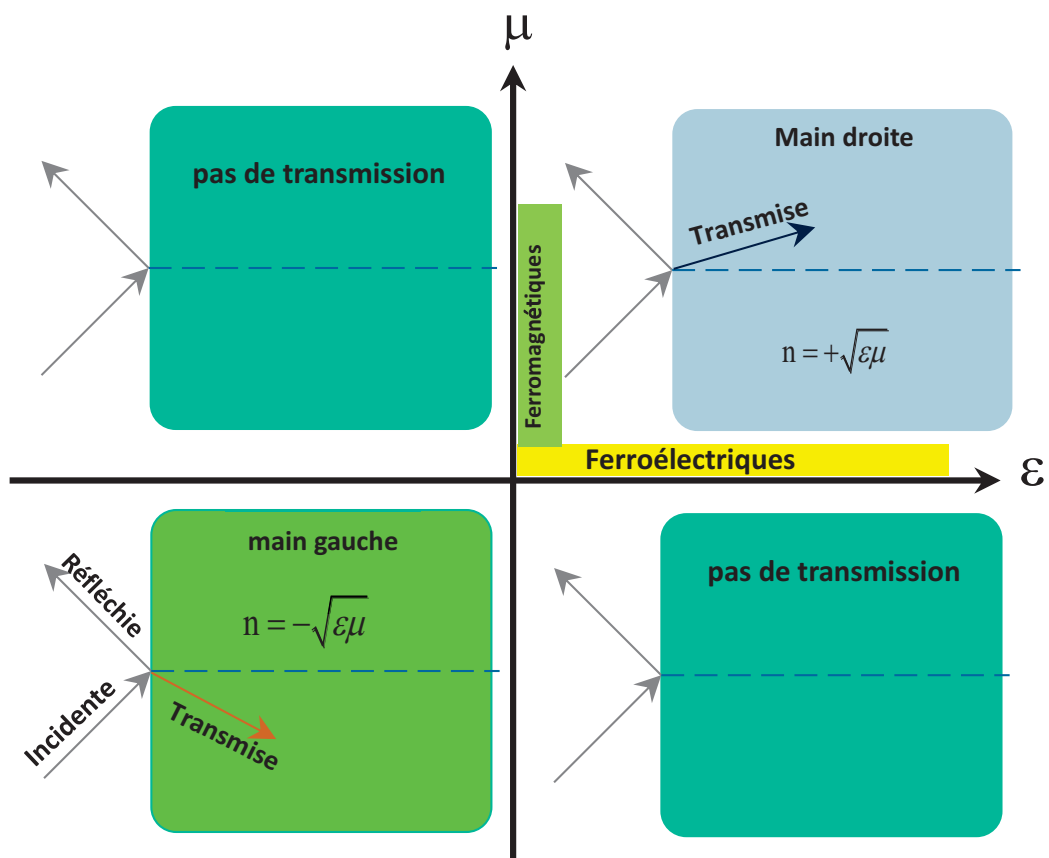 μ
pas de transmission
Main droite
Transmise
n = +√εμ
Ferromagnétiques
Ferroélectriques
ε
main gauche
n = −√εμ
Réfléchie
Incidente
Transmise
pas de transmission